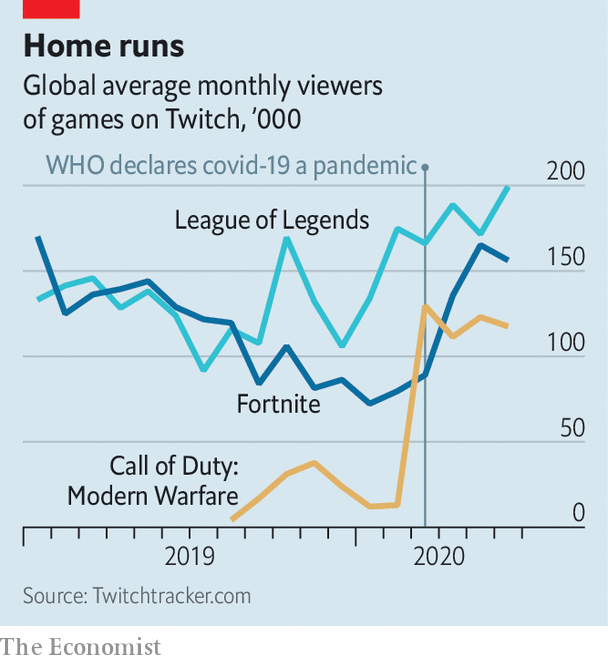 Home runs
Global average monthly viewers
of games on Twitch, ’000
WHO declares covid-19 a pandemic
200
League of Legends
150
100
Fortnite
50
Call of Duty:
Modern Warfare
0
2019
2020
Source: Twitchtracker.com
The Economist